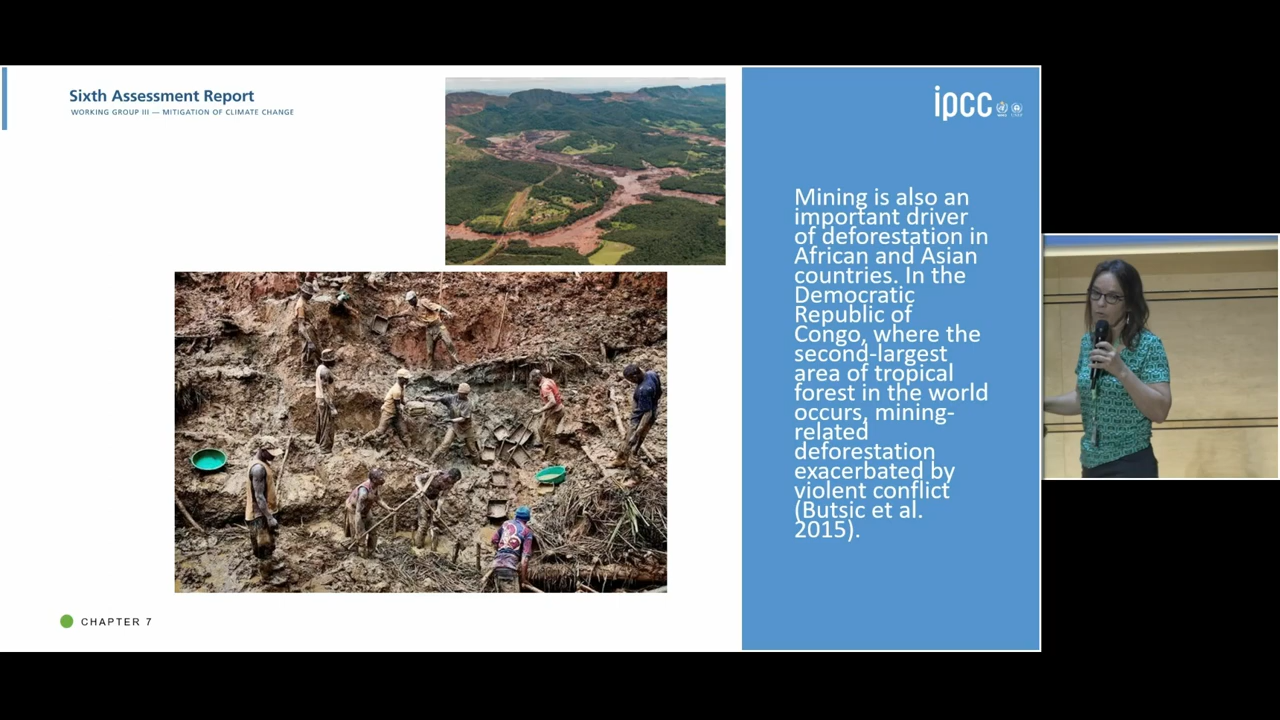 Sixth Assessment Report
WORKING GROUP III — MITIGATION OF CLIMATE CHANGE
ipcc
Mining is also an
important driver
of deforestation in
African and Asian
countries. In the
Democratic
Republic of
Congo, where the
second-largest
area of tropical
forest in the world
occurs, mining-
related
deforestation
exacerbated by
violent conflict
(Butsic et al.
2015).
CHAPTER 7